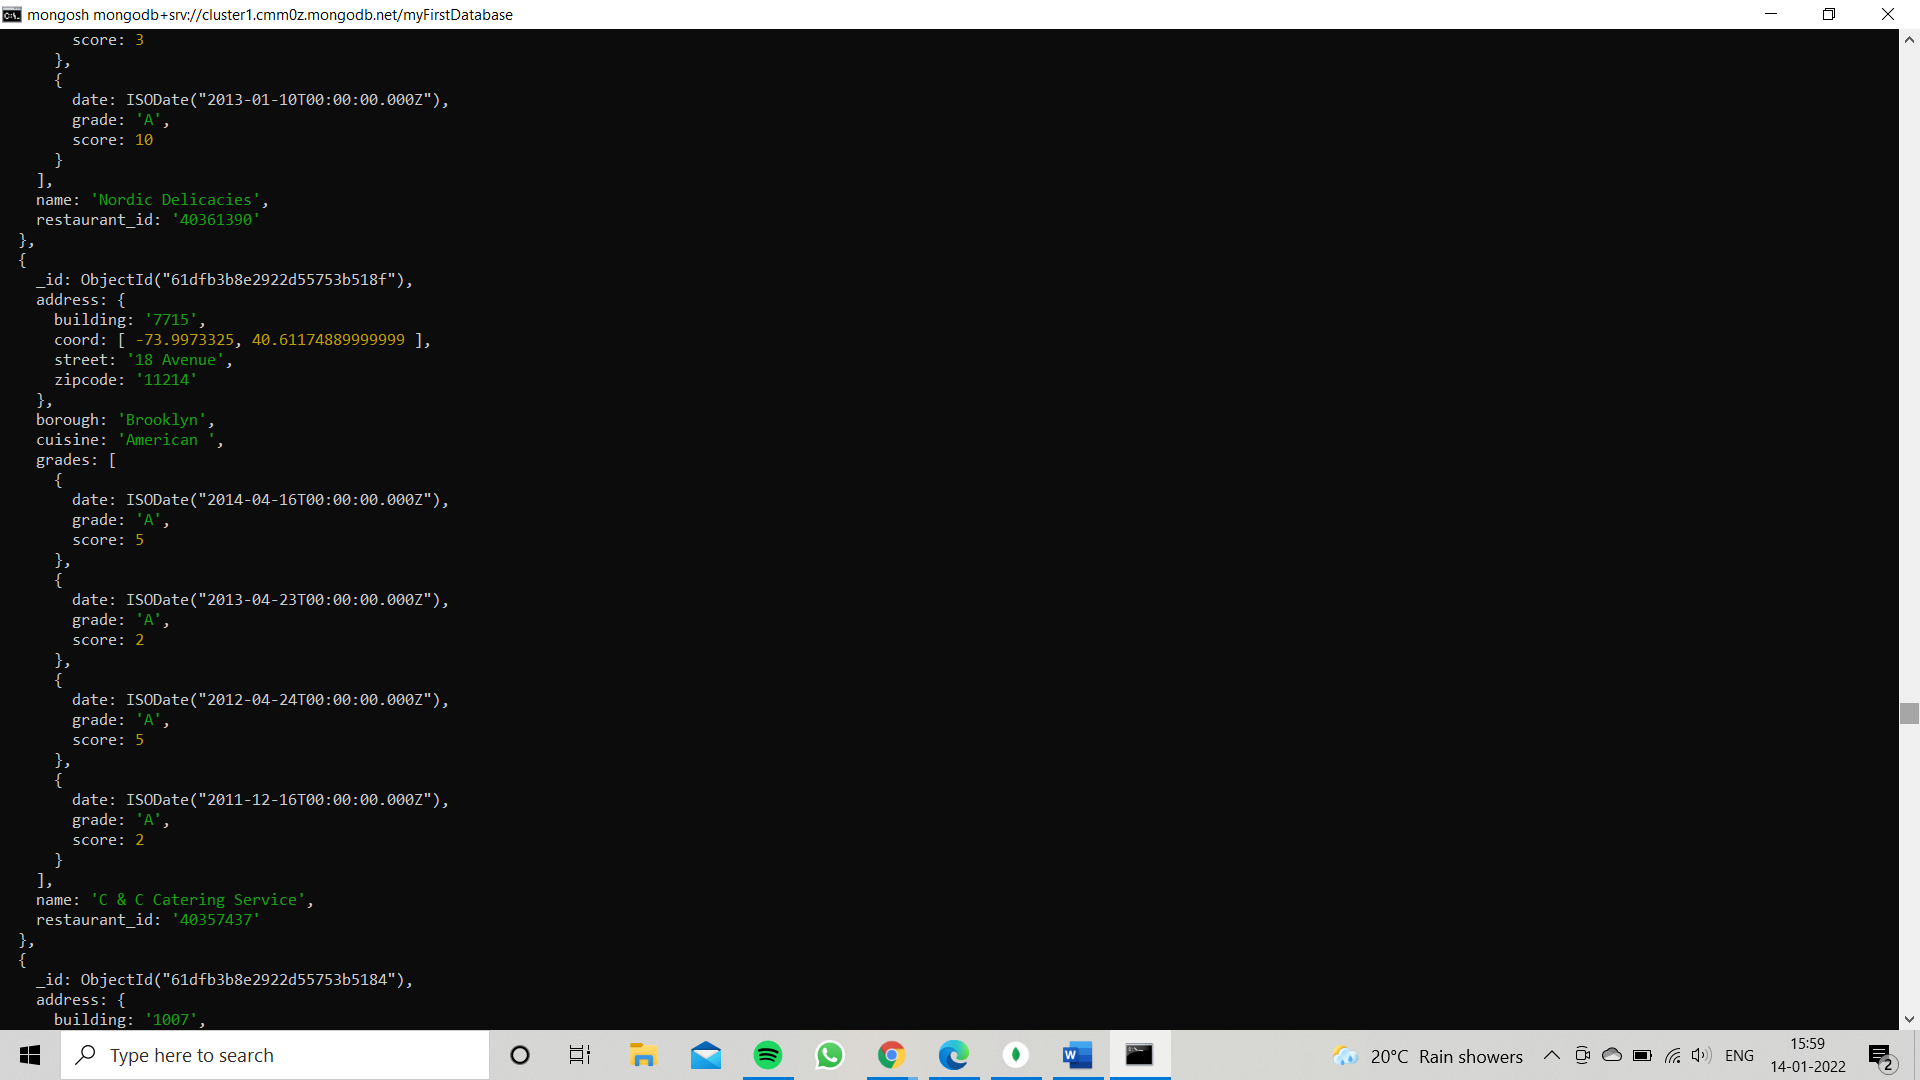 mongosh mongodb+srv://cluster1.cmm0z.mongodb.net/myFirstDatabase
      score: 3
    },
    {
      date: ISODate("2013-01-10T00:00:00.000Z"),
      grade: 'A',
      score: 10
    }
  ],
  name: 'Nordic Delicacies',
  restaurant_id: '40361390'
},
{
  _id: ObjectId("61dfb3b8e2922d55753b518f"),
  address: {
    building: '7715',
    coord: [ -73.9973325, 40.61174889999999 ],
    street: '18 Avenue',
    zipcode: '11214'
  },
  borough: 'Brooklyn',
  cuisine: 'American ',
  grades: [
    {
      date: ISODate("2014-04-16T00:00:00.000Z"),
      grade: 'A',
      score: 5
    },
    {
      date: ISODate("2013-04-23T00:00:00.000Z"),
      grade: 'A',
      score: 2
    },
    {
      date: ISODate("2012-04-24T00:00:00.000Z"),
      grade: 'A',
      score: 5
    },
    {
      date: ISODate("2011-12-16T00:00:00.000Z"),
      grade: 'A',
      score: 2
    }
  ],
  name: 'C & C Catering Service',
  restaurant_id: '40357437'
},
{
  _id: ObjectId("61dfb3b8e2922d55753b5184"),
  address: {
    building: '1007',
Type here to search
20°C Rain showers
ENG
15:59
14-01-2022
2